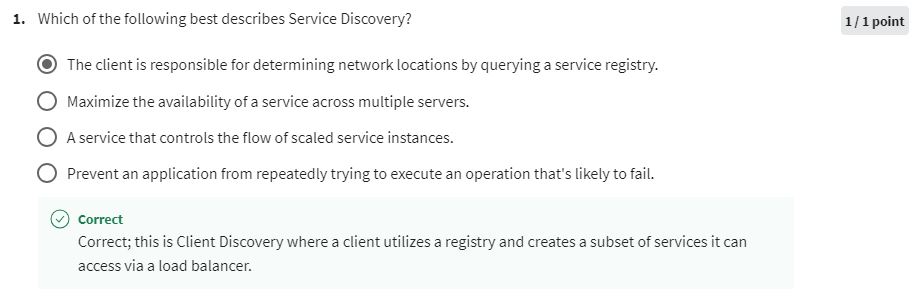 1. Which of the following best describes Service Discovery?
1 / 1 point
The client is responsible for determining network locations by querying a service registry.
Maximize the availability of a service across multiple servers.
A service that controls the flow of scaled service instances.
Prevent an application from repeatedly trying to execute an operation that's likely to fail.
Correct
Correct; this is Client Discovery where a client utilizes a registry and creates a subset of services it can
access via a load balancer.